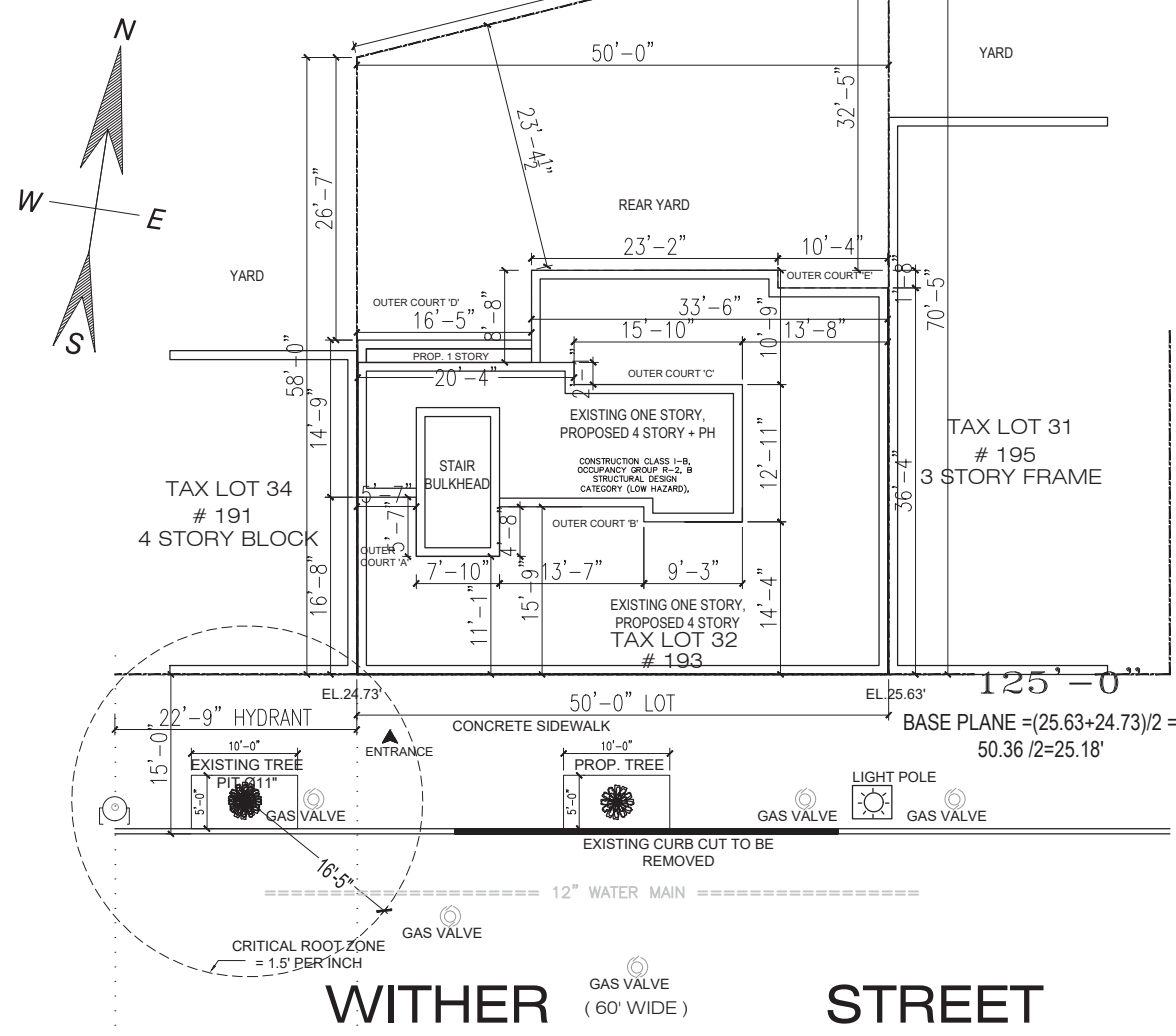 N
W
E
S
50'-0"
YARD
32'-5"
23'-4½"
26'-7"
REAR YARD
23'-2"
10'-4"
YARD
OUTER COURT 'E'
1'-8"
70'-5"
OUTER COURT 'D'
16'-5"
8'-8"
33'-6"
15'-10"
13'-8"
10'-9"
PROP. 1 STORY
20'-4"
OUTER COURT 'C'
58'-0"
14'-9"
EXISTING ONE STORY,
PROPOSED 4 STORY + PH
CONSTRUCTION CLASS I-B,
OCCUPANCY GROUP R-2, B
STRUCTURAL DESIGN
CATEGORY (LOW HAZARD),
12'-11"
36'-4"
TAX LOT 31
# 195
3 STORY FRAME
STAIR
BULKHEAD
TAX LOT 34
# 191
4 STORY BLOCK
5'-7"
5'-7"
OUTER
COURT 'A'
OUTER COURT 'B'
4'-8"
7'-10"
13'-7"
9'-3"
16'-8"
11'-1"
15'-9"
14'-4"
EXISTING ONE STORY,
PROPOSED 4 STORY
TAX LOT 32
# 193
EL.24.73'
EL.25.63'
125'-0"
22'-9" HYDRANT
50'-0" LOT
CONCRETE SIDEWALK
BASE PLANE =(25.63+24.73)/2 =
50.36 /2=25.18'
15'-0"
ENTRANCE
10'-0"
EXISTING TREE
PIT Ø11"
5'-0"
GAS VALVE
10'-0"
PROP. TREE
5'-0"
GAS VALVE
LIGHT POLE
GAS VALVE
EXISTING CURB CUT TO BE
REMOVED
16'-5"
12" WATER MAIN
GAS VALVE
CRITICAL ROOT ZONE
= 1.5' PER INCH
GAS VALVE
WITHER ( 60' WIDE ) STREET